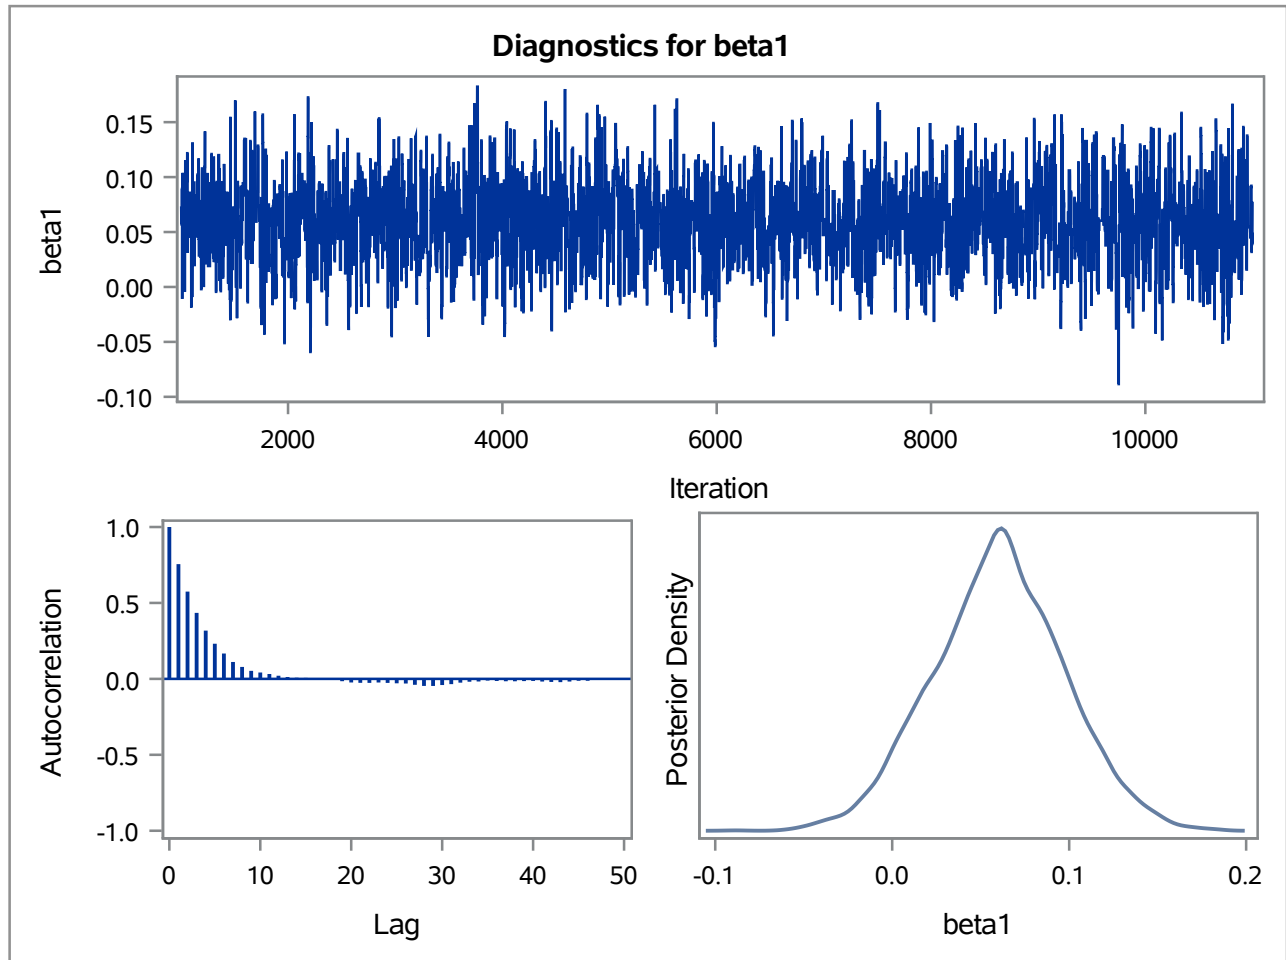 Diagnostics for beta1
beta1
0.15
0.10
0.05
0.00
-0.05
-0.10
2000 4000 6000 8000 10000
Iteration
Autocorrelation
1.0
0.5
0.0
-0.5
-1.0
0 10 20 30 40 50
Lag
Posterior Density
-0.1 0.0 0.1 0.2
beta1